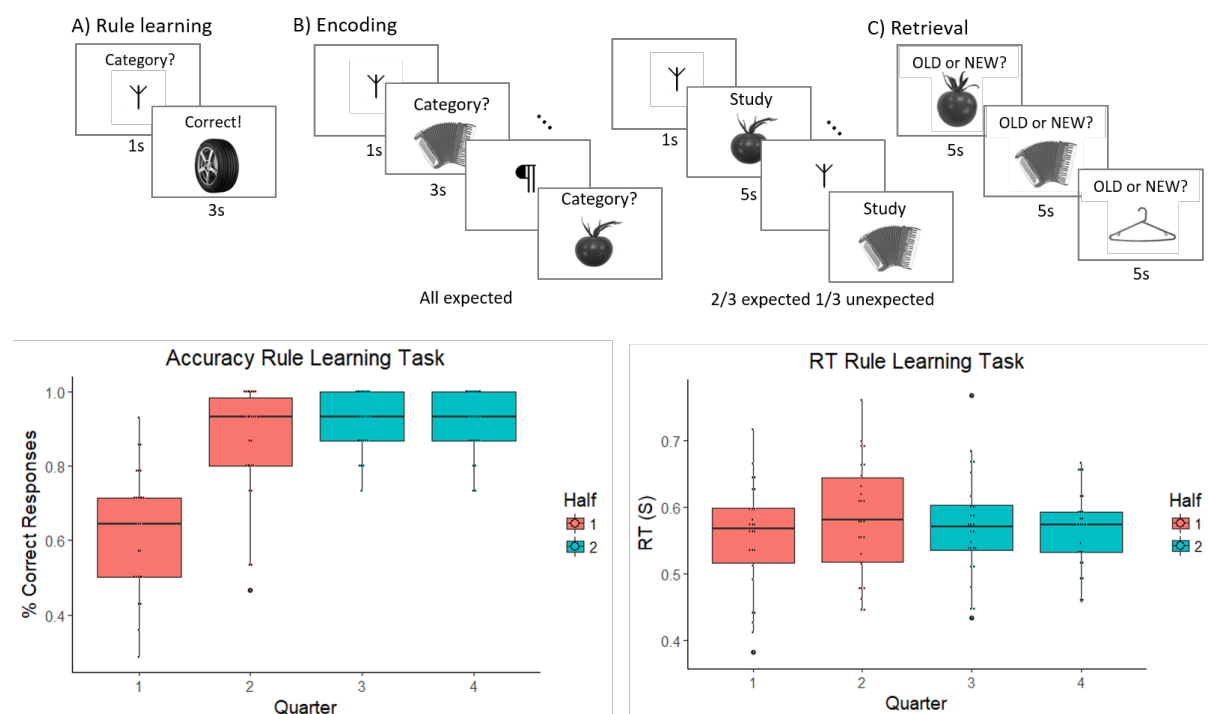 A) Rule learning
Category?
1s
Correct!
3s
B) Encoding
1s
Category?
3s
¶
Category?
All expected
1s
Study
5s
Study
2/3 expected 1/3 unexpected
C) Retrieval
OLD or NEW?
5s
OLD or NEW?
5s
OLD or NEW?
5s
Accuracy Rule Learning Task
% Correct Responses
1.0
0.8
0.6
0.4
1 2 3 4
Quarter
Half
1
2
RT Rule Learning Task
RT (S)
0.7
0.6
0.5
0.4
1 2 3 4
Quarter
Half
1
2